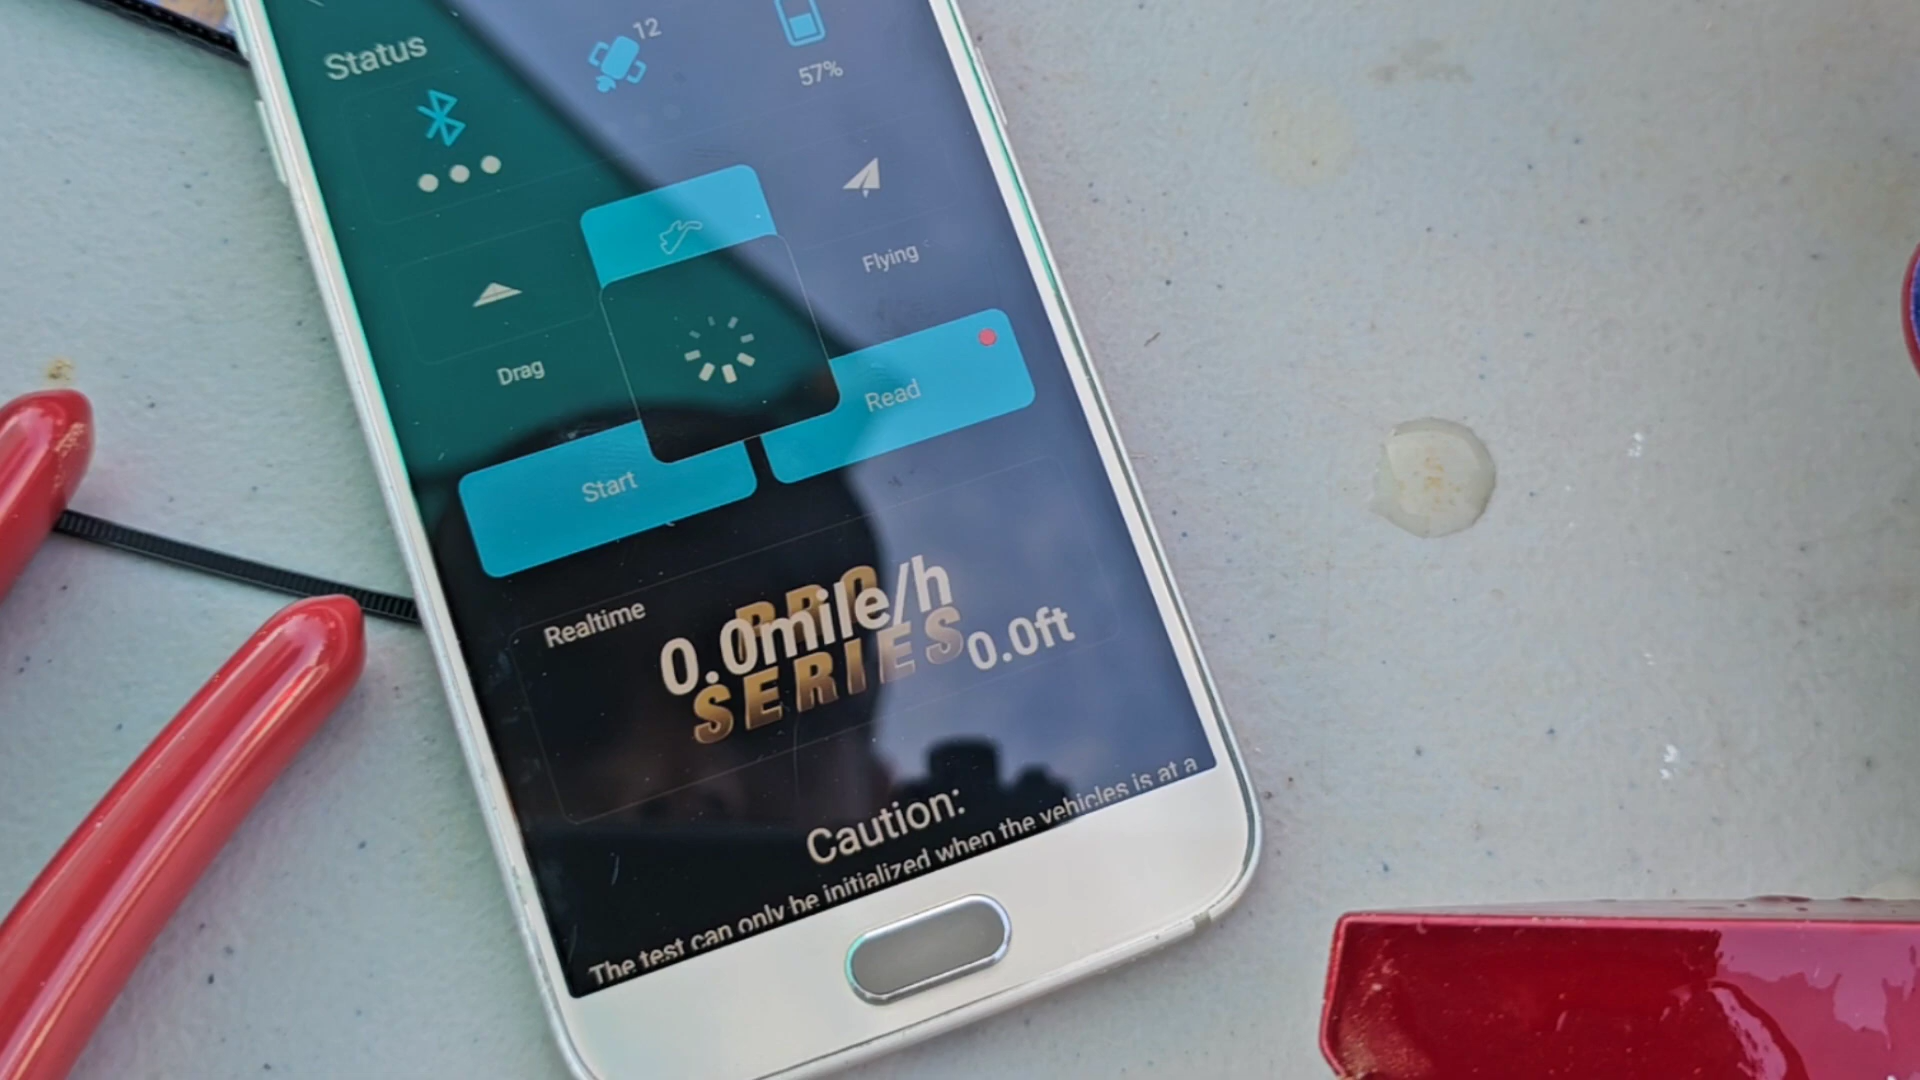 Status
12
57%
Flying
Drag
Read
Start
Realtime
PRO
0.0mile/h
SERIES
0.0ft
Caution:
The test can only be initialized when the vehicles is at a